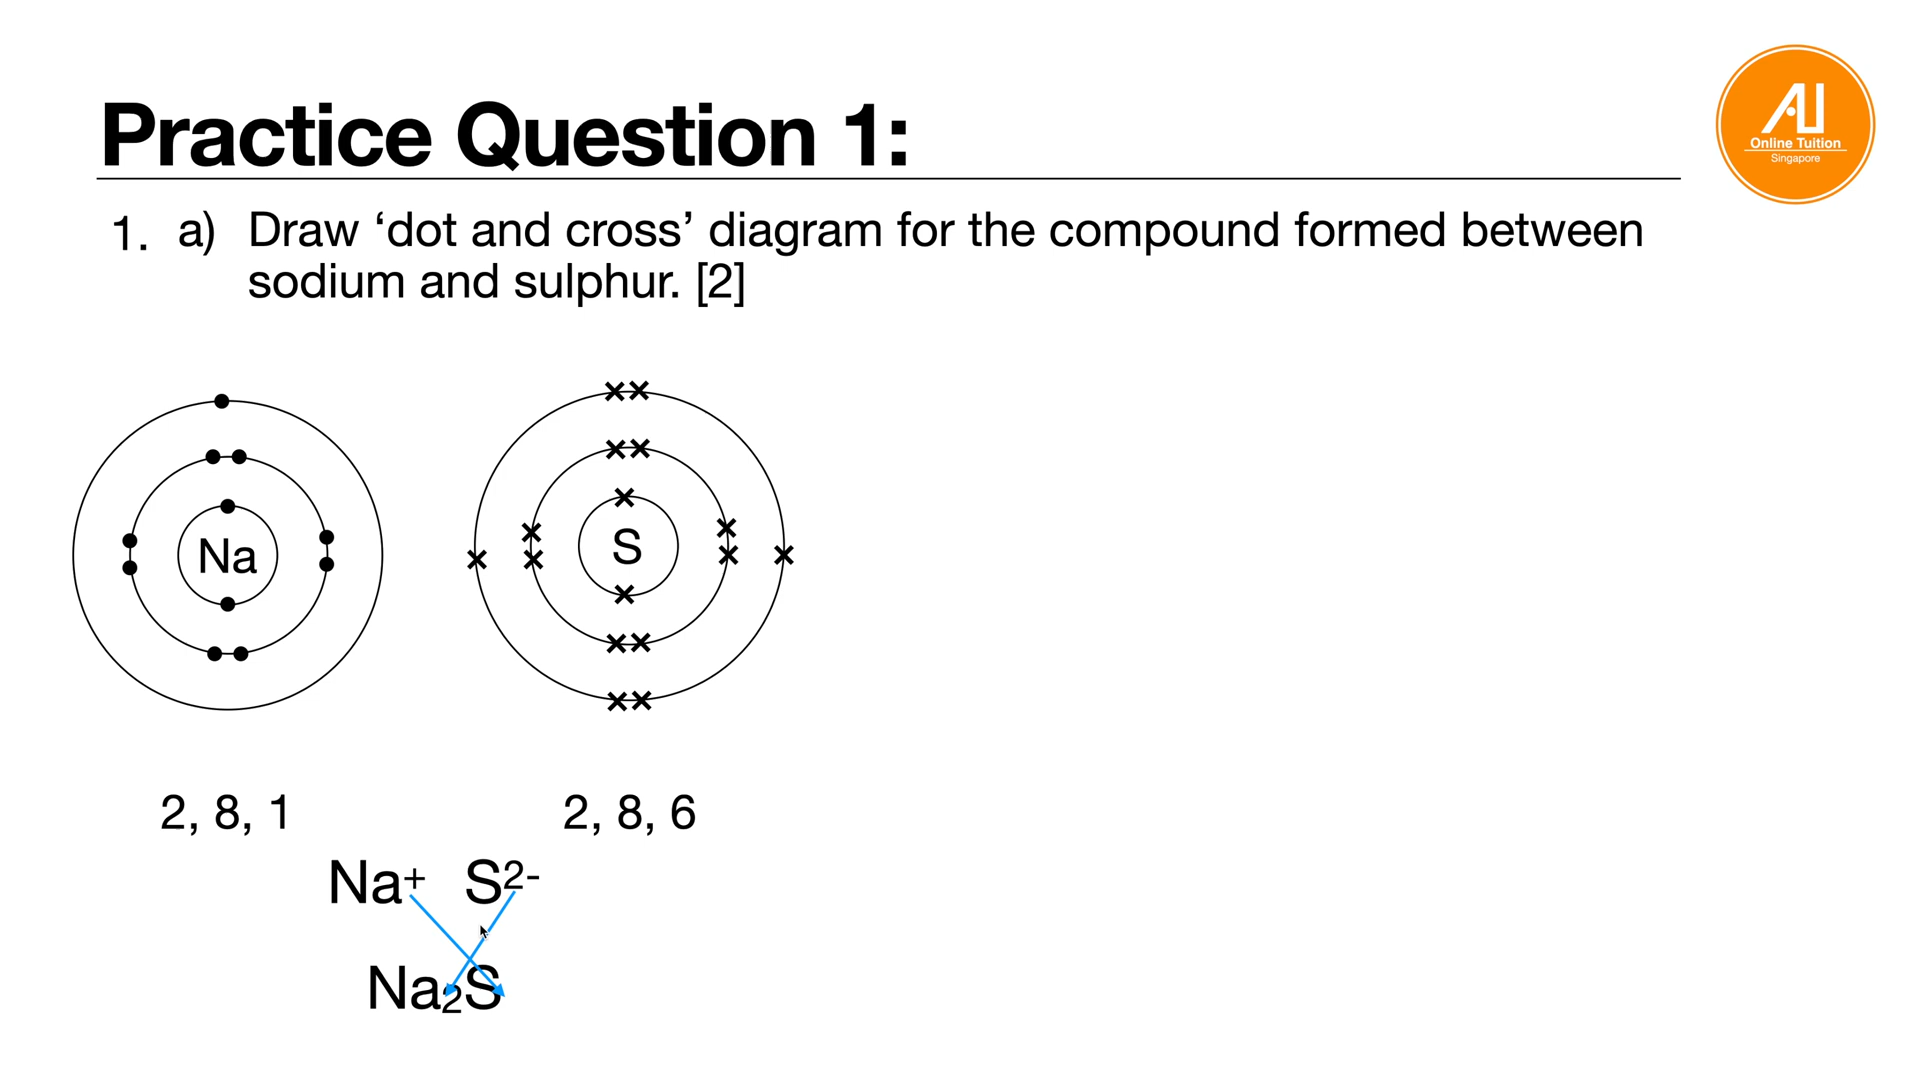 Practice Question 1:
AU
Online Tuition
Singapore
1. a) Draw ‘dot and cross’ diagram for the compound formed between
sodium and sulphur. [2]
Na
S
2, 8, 1
2, 8, 6
Na⁺ S²⁻
Na₂S